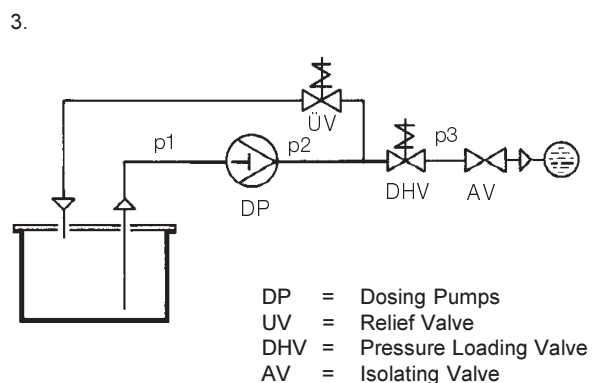 3.
ÜV
p1
p2
p3
DP
DHV
AV
DP = Dosing Pumps
UV = Relief Valve
DHV = Pressure Loading Valve
AV = Isolating Valve